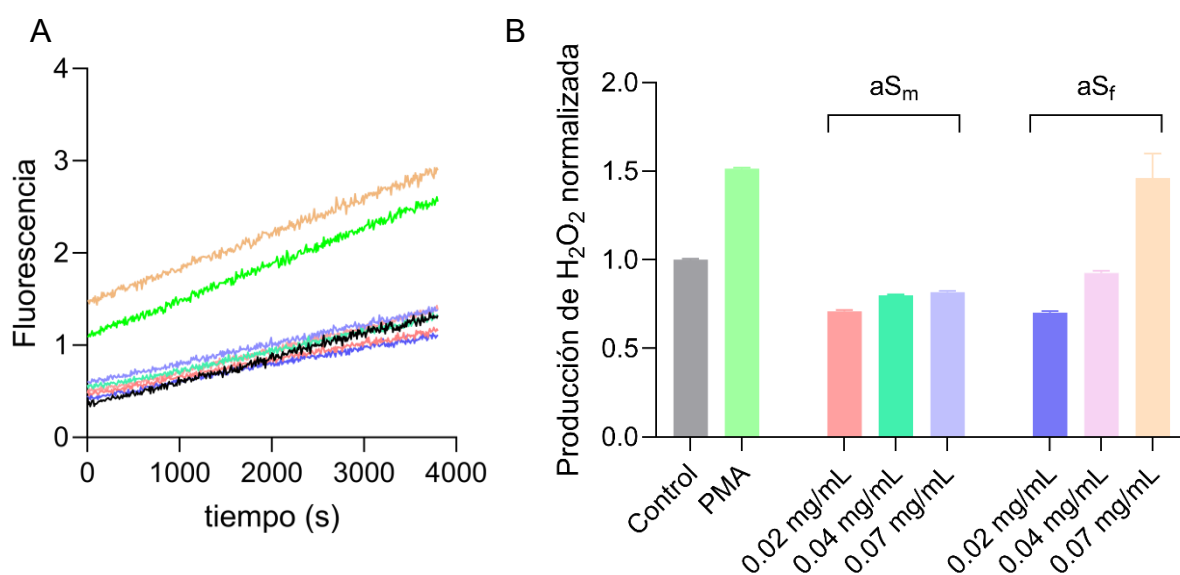 A
Fluorescencia
4
3
2
1
0
0 1000 2000 3000 4000
tiempo (s)
B
Producción de H₂O₂ normalizada
2.0
1.5
1.0
0.5
0.0
aSₘ
aS_f
Control
PMA
0.02 mg/mL
0.04 mg/mL
0.07 mg/mL
0.02 mg/mL
0.04 mg/mL
0.07 mg/mL